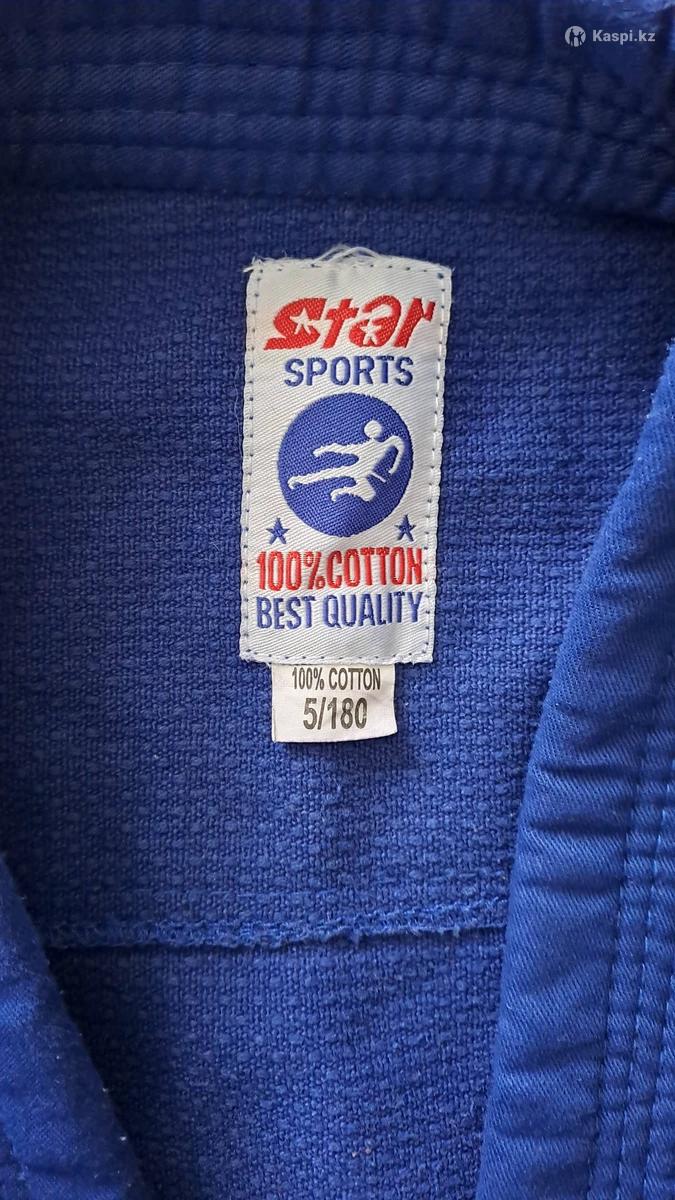 Kaspi.kz
Star
SPORTS
100% COTTON
BEST QUALITY
100% COTTON
5/180